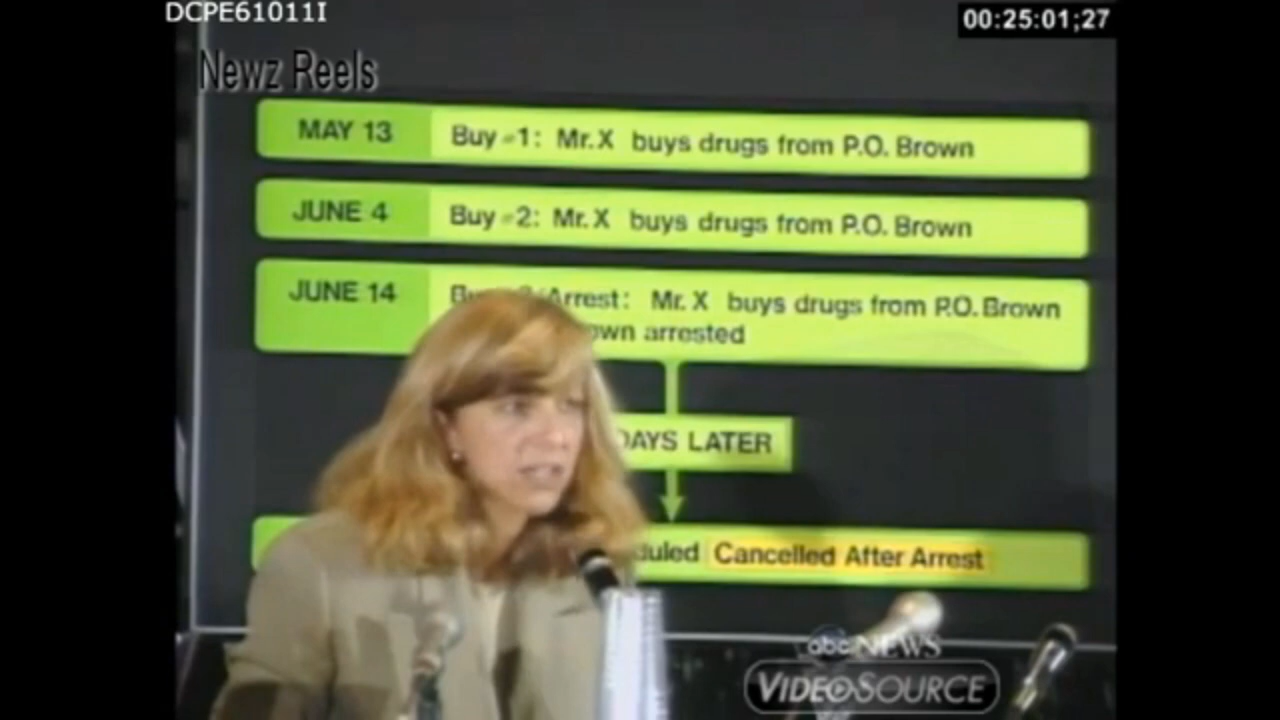 DCPE61011I
00:25:01;27
Newz Reels
MAY 13
Buy #1: Mr.X buys drugs from P.O. Brown
JUNE 4
Buy #2: Mr.X buys drugs from P.O. Brown
JUNE 14
Arrest: Mr. X buys drugs from P.O. Brown
arrested
DAYS LATER
Cancelled After Arrest
abc NEWS
VIDEOSOURCE